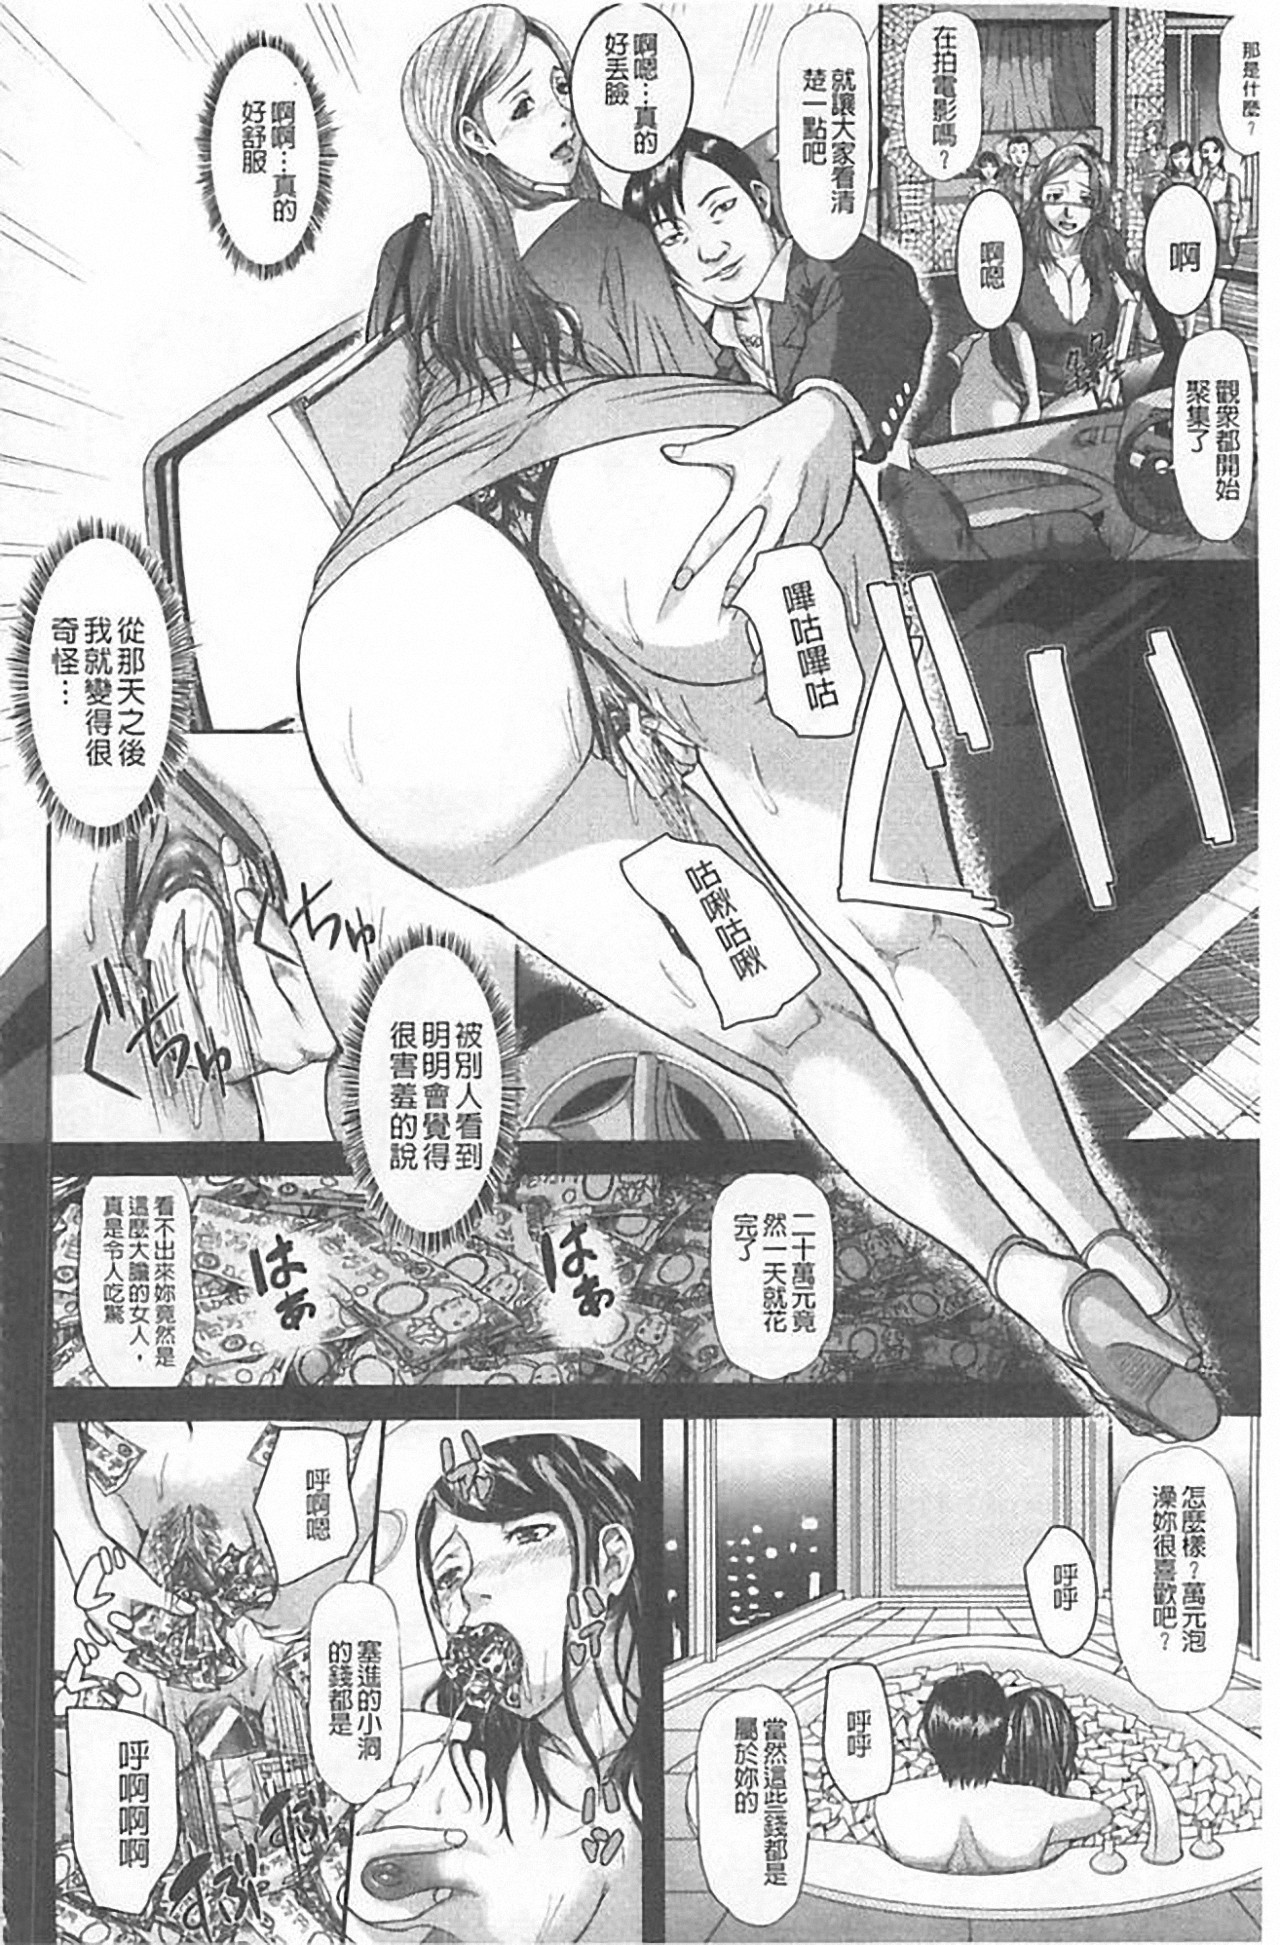 那是什麼?
在拍電影嗎?
啊
啊嗯
觀衆都開始
聚集了
就讓大家看清
楚一點吧
啊嗯…真的
好丟臉
啊啊…真的
好舒服
嗶咕嗶咕
咕啾咕啾
從那天之後
我就變得很
奇怪…
くちゅ
くちゅ
被別人看到
明明會覺得
很害羞的說
二十萬元竟
然一天就花
完了
はぁ
はぁ
看不出來妳竟然是
這麼大膽的女人，
真是令人吃驚
怎麼樣?萬元泡
澡妳很喜歡吧?
呼呼
呼呼
當然這些錢都是
屬於妳的
塞進的小洞
的錢都是
呼啊嗯
呼啊啊啊